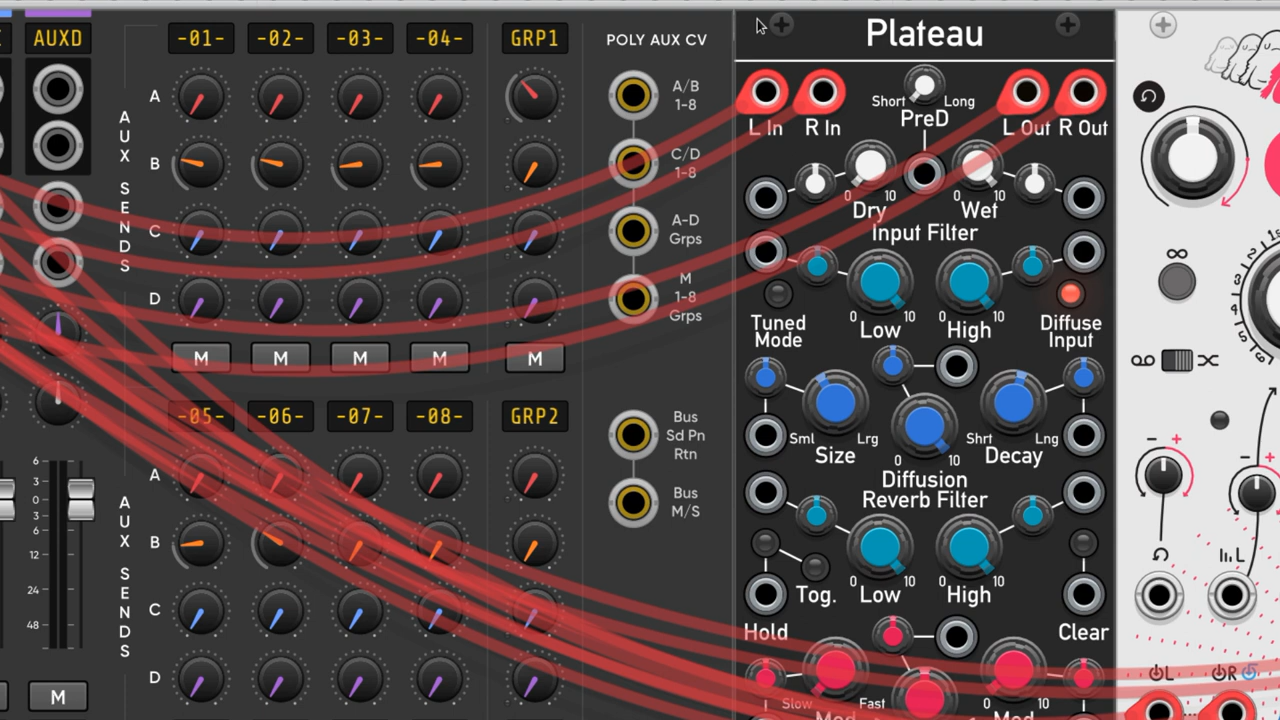 AUXD
-01-
-02-
-03-
-04-
GRP1
POLY AUX CV
A
B
C
D
AUX SENDS
A/B
1-8
C/D
1-8
A-D
Grps
M
1-8
Grps
M
M
M
M
M
-05-
-06-
-07-
-08-
GRP2
A
B
C
D
AUX SENDS
Bus
Sd Pn
Rtn
Bus
M/S
6
3
0
3
6
12
24
48
M
Plateau
L In
R In
Short
Long
PreD
L Out
R Out
0
10
Dry
0
10
Wet
Input Filter
0
10
Low
0
10
High
Tuned
Mode
Diffuse
Input
Sml
Lrg
Size
0
10
Diffusion
Shrt
Lng
Decay
Reverb Filter
0
10
Low
0
10
High
Tog.
Hold
Clear
Slow
Fast
Mod
0
10
Mod
∞
- +
- +
L
L
R